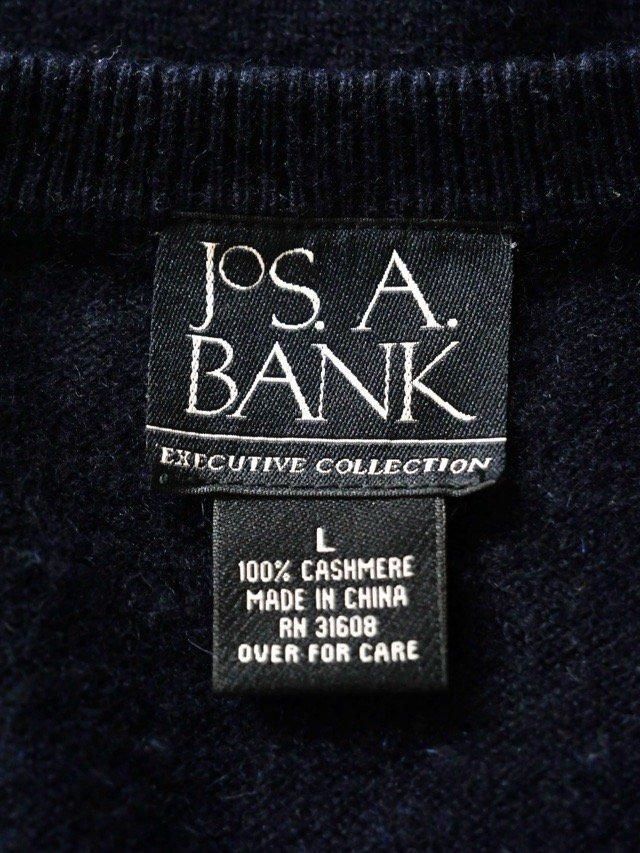 JOS. A.
BANK
EXECUTIVE COLLECTION
L
100% CASHMERE
MADE IN CHINA
RN 31608
OVER FOR CARE